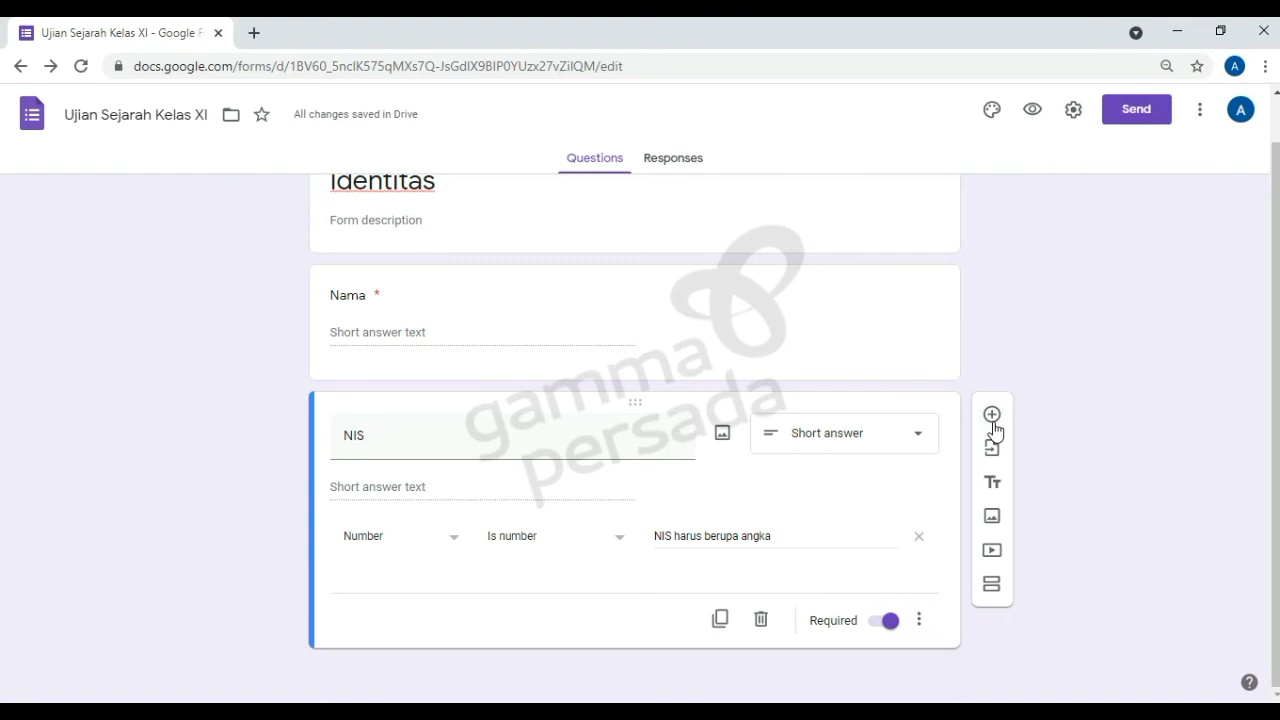 Ujian Sejarah Kelas XI - Google F
docs.google.com/forms/d/1BV60_5nclK575qMXs7Q-JsGdIX9BIP0YUzx27vZiIQM/edit
A
Ujian Sejarah Kelas XI
All changes saved in Drive
Send
A
Questions
Responses
Identitas
Form description
Nama *
Short answer text
gamma
persada
NIS
Short answer
Short answer text
Number
Is number
NIS harus berupa angka
Required